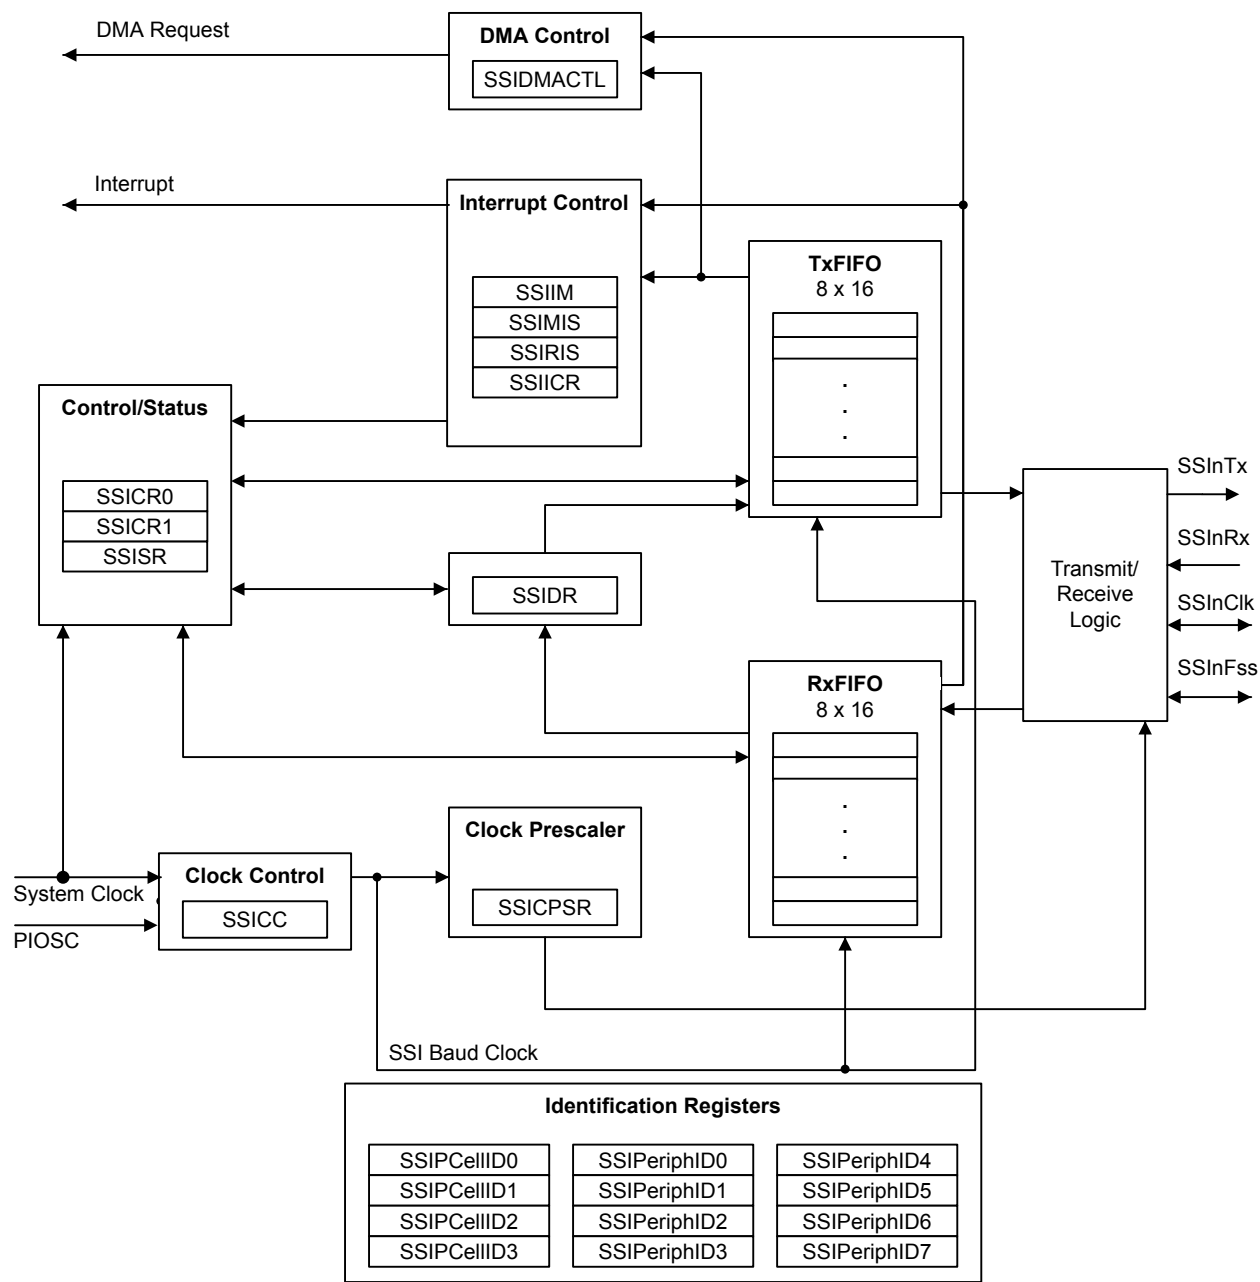 DMA Request
DMA Control
SSIDMACTL
Interrupt
Interrupt Control
SSIIM
SSIMIS
SSIRIS
SSIICR
TxFIFO
8 x 16
.
.
.
Control/Status
SSICR0
SSICR1
SSISR
SSIDR
Transmit/
Receive
Logic
SSInTx
SSInRx
SSInClk
SSInFss
RxFIFO
8 x 16
.
.
.
Clock Prescaler
SSICPSR
System Clock
PIOSC
Clock Control
SSICC
SSI Baud Clock
Identification Registers
SSIPCellID0
SSIPCellID1
SSIPCellID2
SSIPCellID3
SSIPeriphID0
SSIPeriphID1
SSIPeriphID2
SSIPeriphID3
SSIPeriphID4
SSIPeriphID5
SSIPeriphID6
SSIPeriphID7